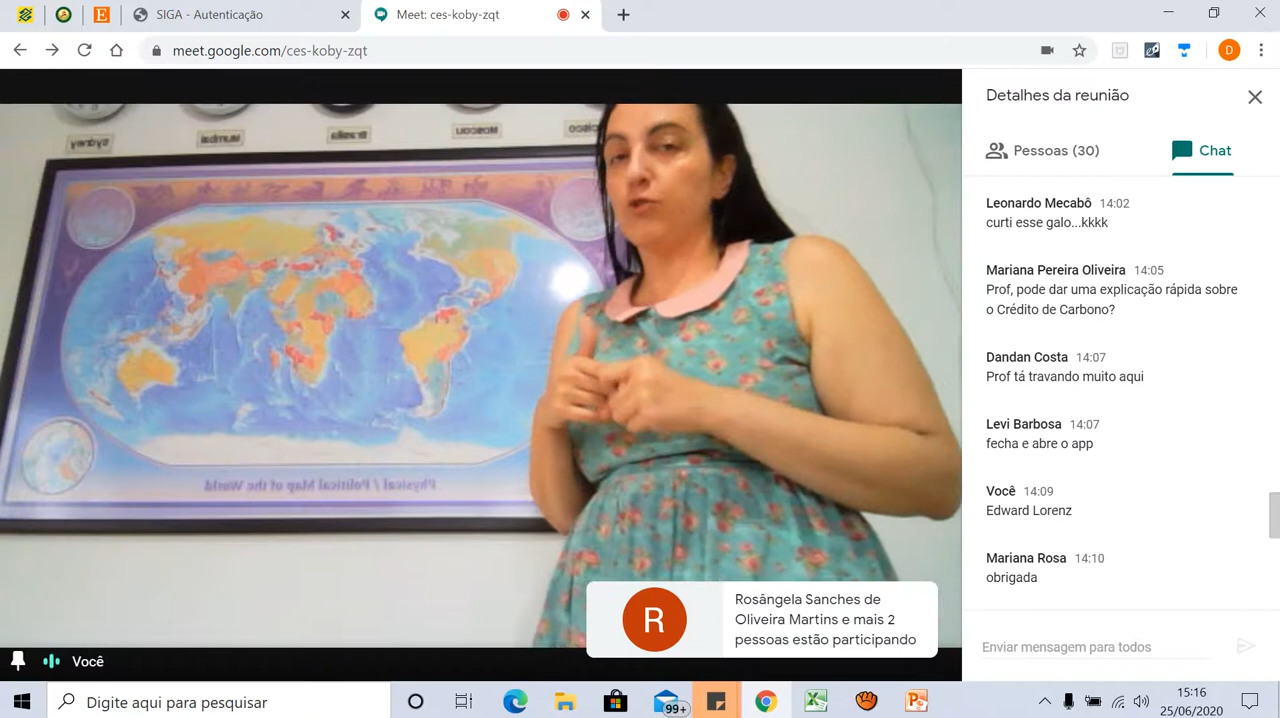 SIGA - Autenticação
Meet: ces-koby-zqt
meet.google.com/ces-koby-zqt
D
Sydney
Mumbai
Brasília
Moscou
cisco
Physical / Political Map of the World
Rosângela Sanches de
Oliveira Martins e mais 2
pessoas estão participando
R
Você
Detalhes da reunião
Pessoas (30)
Chat
Leonardo Mecabô 14:02
curti esse galo...kkkk
Mariana Pereira Oliveira 14:05
Prof, pode dar uma explicação rápida sobre
o Crédito de Carbono?
Dandan Costa 14:07
Prof tá travando muito aqui
Levi Barbosa 14:07
fecha e abre o app
Você 14:09
Edward Lorenz
Mariana Rosa 14:10
obrigada
Enviar mensagem para todos
Digite aqui para pesquisar
99+
15:16
25/06/2020